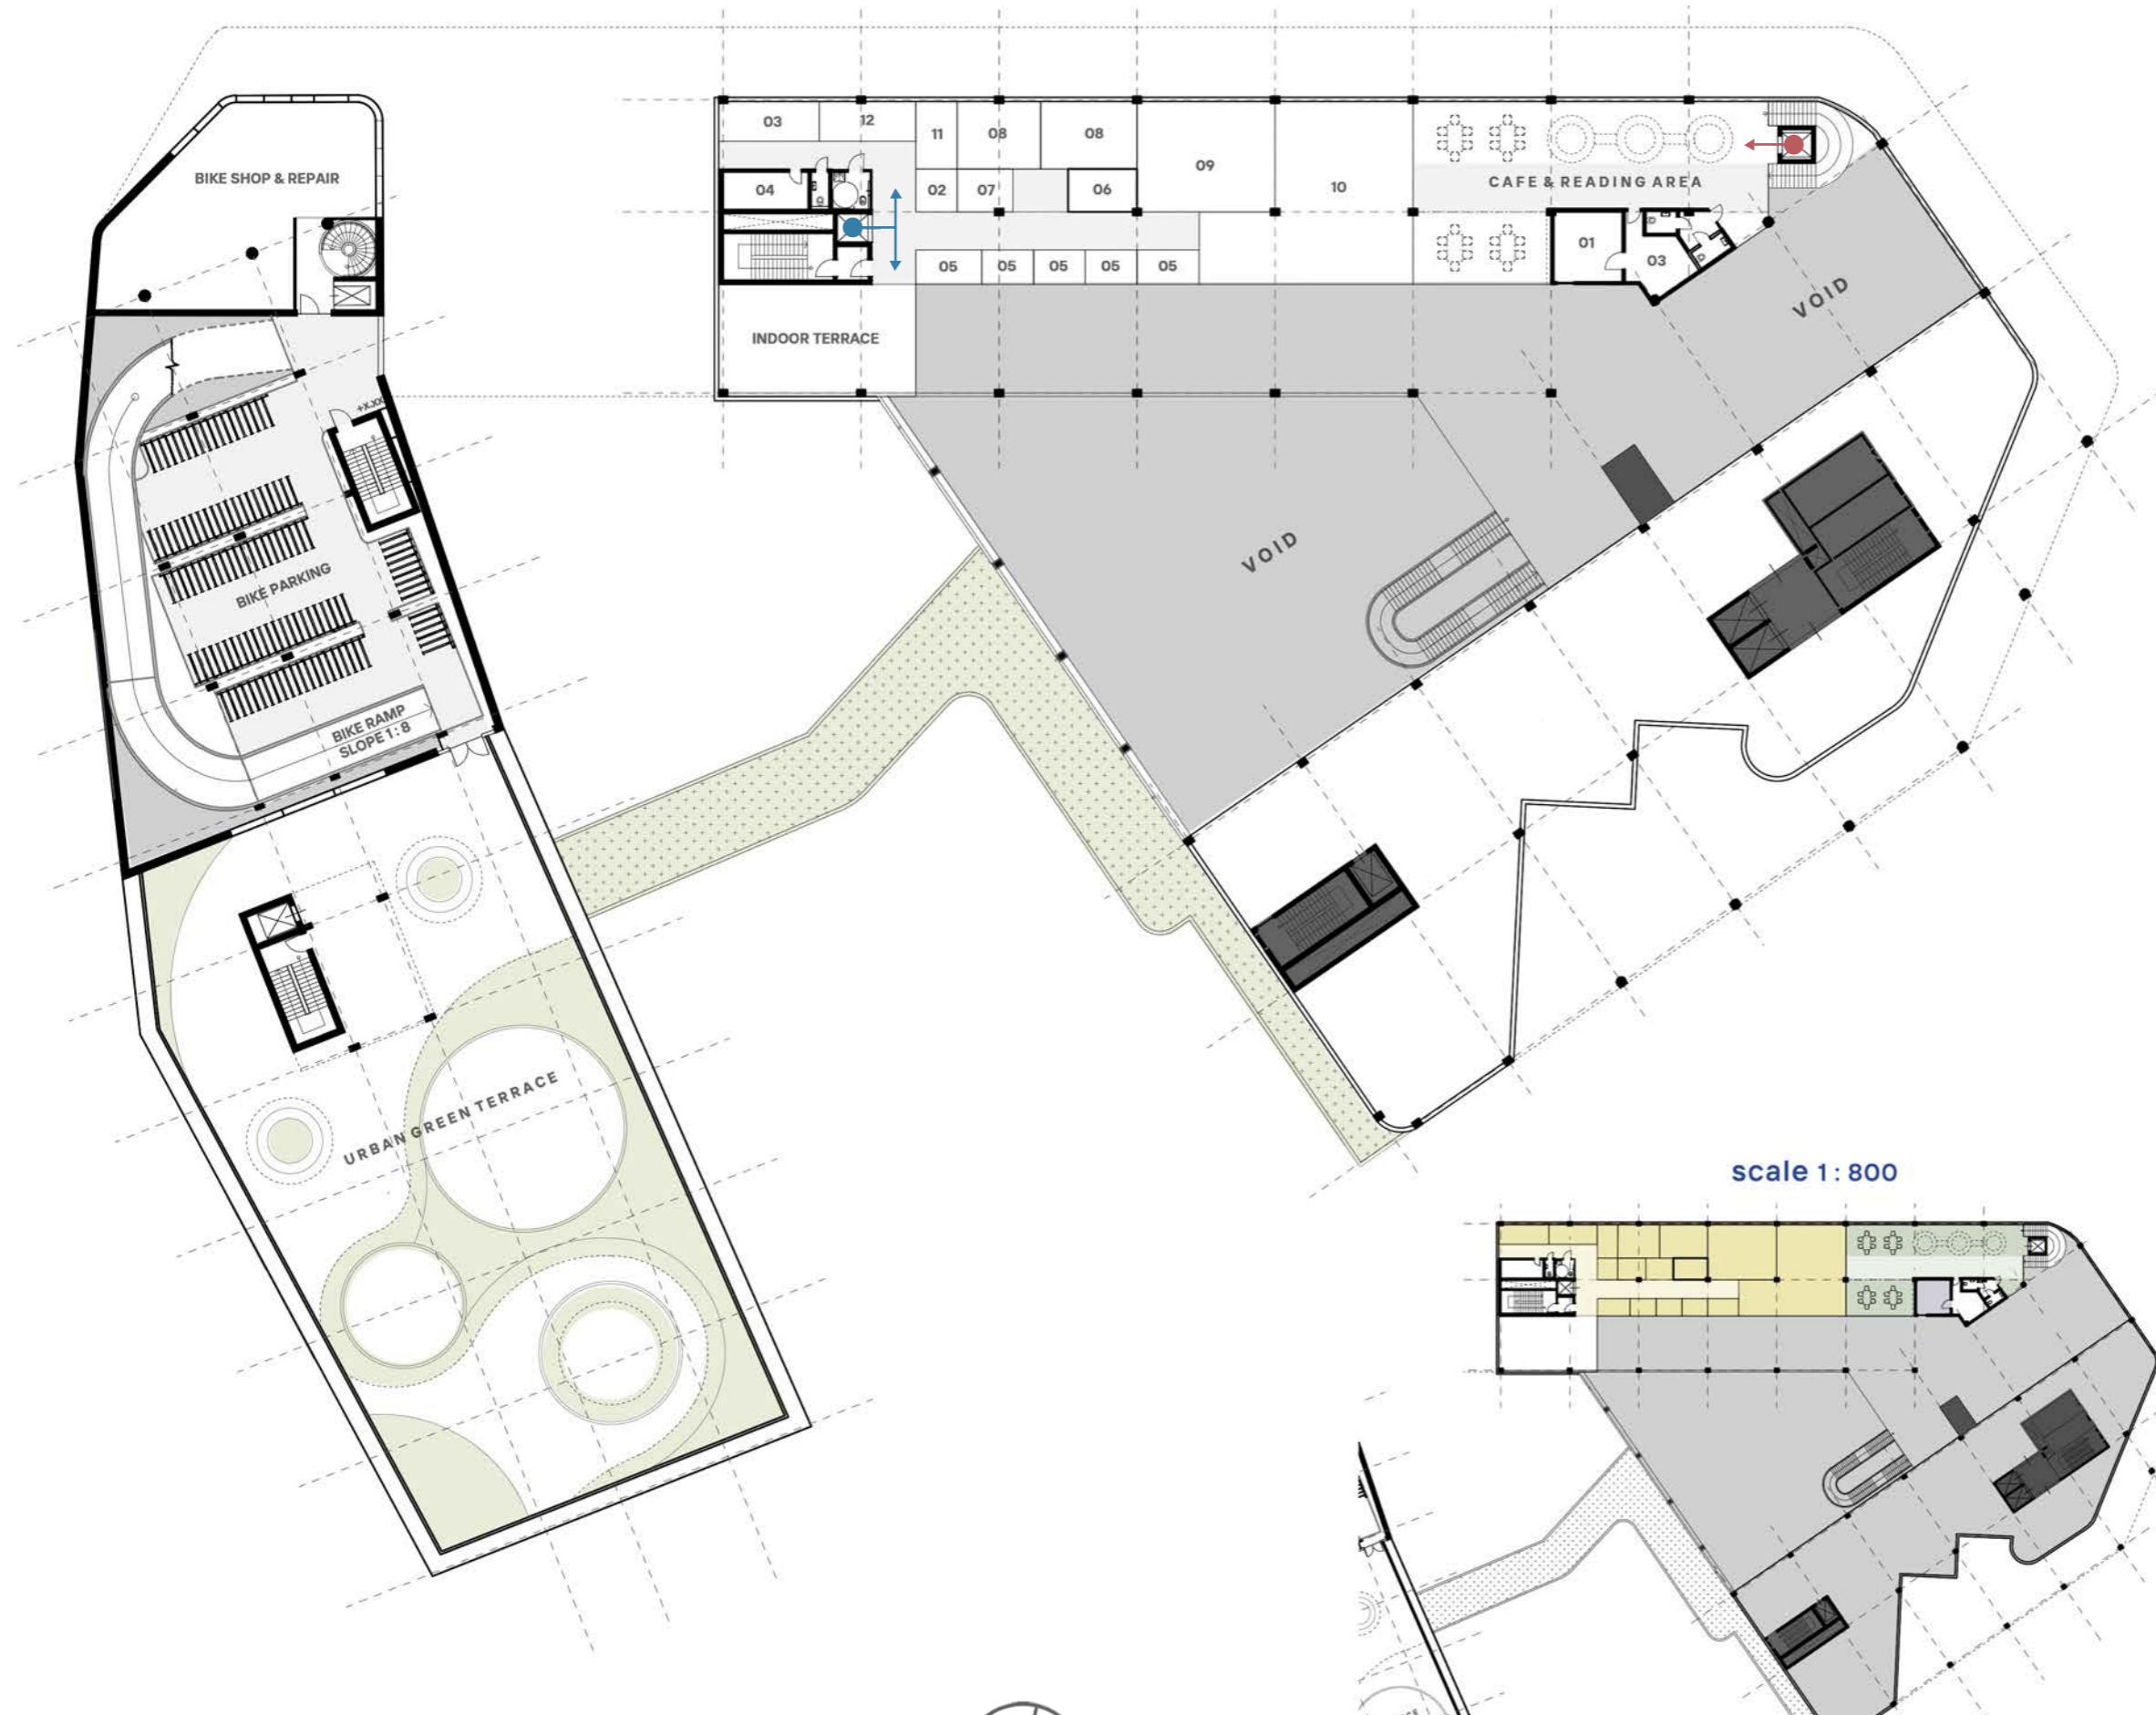 BIKE SHOP & REPAIR
+X.XX
BIKE PARKING
BIKE RAMP
SLOPE 1:8
URBAN GREEN TERRACE
03
12
11
08
08
09
10
04
02
07
06
05
05
05
05
05
INDOOR TERRACE
CAFE & READING AREA
01
03
VOID
VOID
scale 1:800